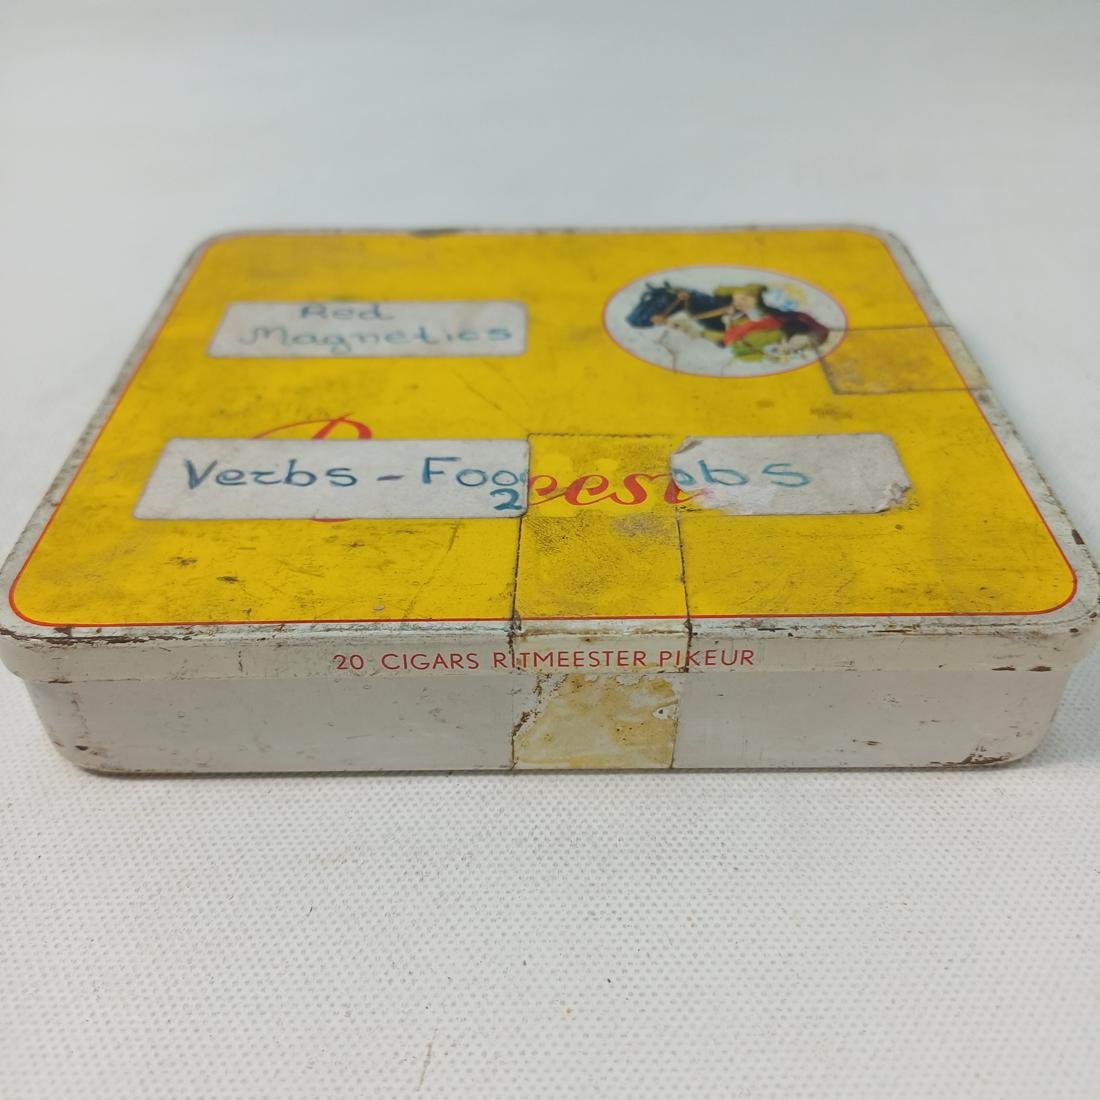 Red
Magnetics
Verbs - Foo
2
bs
20 CIGARS RITMEESTER PIKEUR